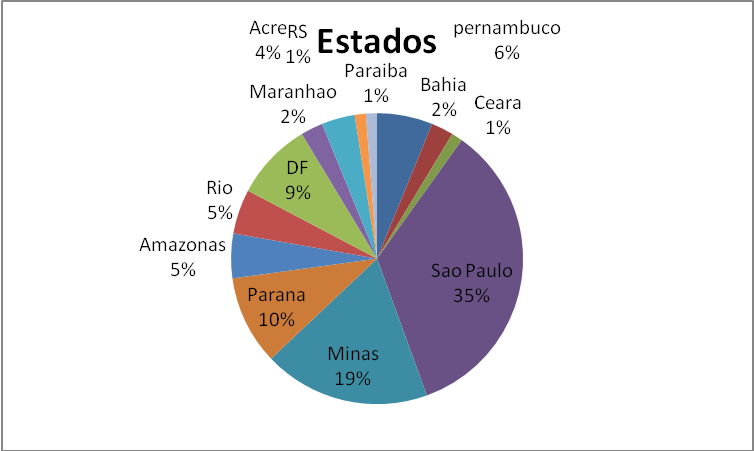 Estados
Acre
4%
RS
1%
Paraiba
1%
pernambuco
6%
Bahia
2%
Ceara
1%
Sao Paulo
35%
Minas
19%
Parana
10%
Amazonas
5%
Rio
5%
DF
9%
Maranhao
2%